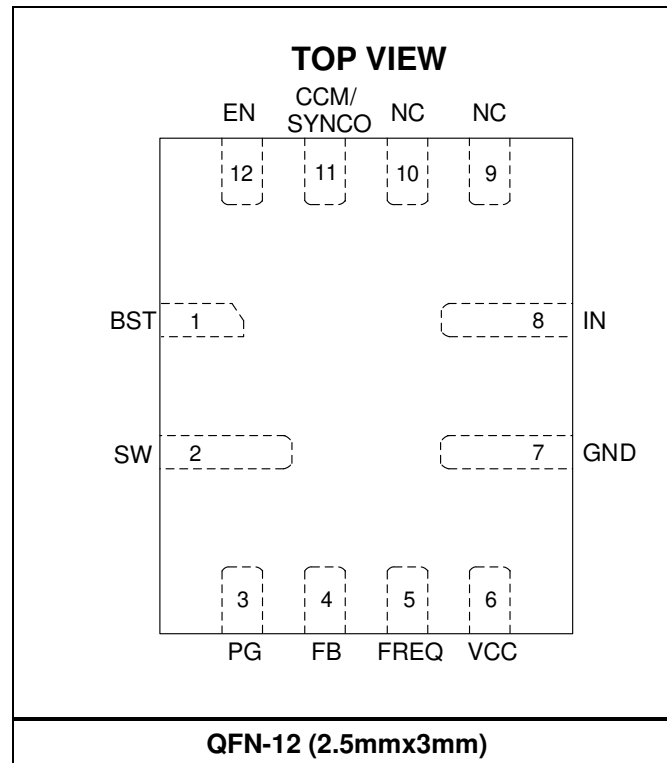 TOP VIEW
EN
CCM/
SYNCO
NC
NC
12
11
10
9
BST
1
8
IN
SW
2
7
GND
3
4
5
6
PG
FB
FREQ
VCC
QFN-12 (2.5mmx3mm)